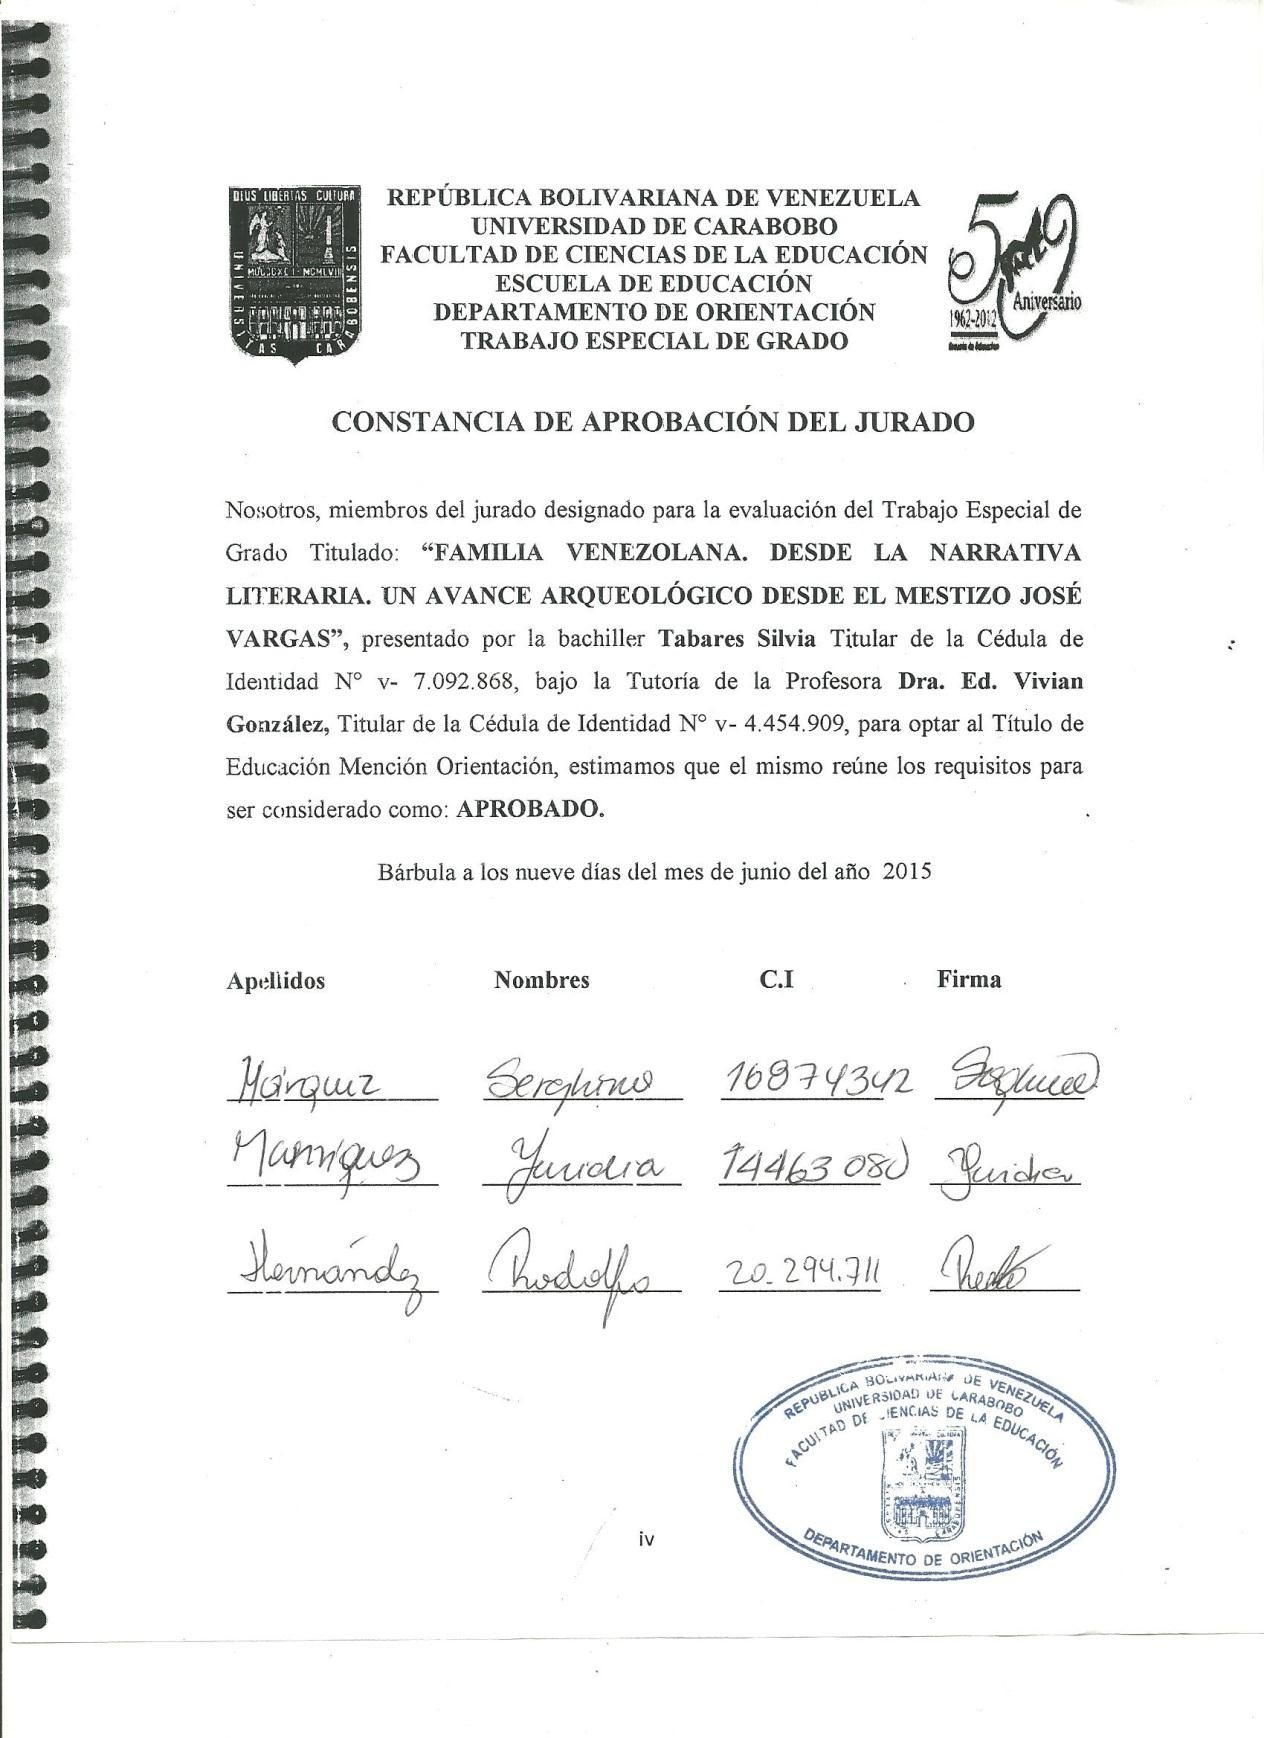 DEUS LIBERTAS CULTURA
UNIVERSITAS CARABOBENSIS
REPÚBLICA BOLIVARIANA DE VENEZUELA
UNIVERSIDAD DE CARABOBO
FACULTAD DE CIENCIAS DE LA EDUCACIÓN
ESCUELA DE EDUCACIÓN
DEPARTAMENTO DE ORIENTACIÓN
TRABAJO ESPECIAL DE GRADO
50
Aniversario
1962-2012
CONSTANCIA DE APROBACIÓN DEL JURADO
Nosotros, miembros del jurado designado para la evaluación del Trabajo Especial de
Grado Titulado: “FAMILIA VENEZOLANA. DESDE LA NARRATIVA
LITERARIA. UN AVANCE ARQUEOLÓGICO DESDE EL MESTIZO JOSÉ
VARGAS”, presentado por la bachiller Tabares Silvia Titular de la Cédula de
Identidad N° v- 7.092.868, bajo la Tutoría de la Profesora Dra. Ed. Vivian
González, Titular de la Cédula de Identidad N° v- 4.454.909, para optar al Título de
Educación Mención Orientación, estimamos que el mismo reúne los requisitos para
ser considerado como: APROBADO.
Bárbula a los nueve días del mes de junio del año 2015
Apellidos Nombres C.I Firma
Márquez Serghino 16874342
Manríquez Yuridia 14463080 Yuridia
Hernández Rodolfo 20.294.711
REPUBLICA BOLIVARIANA DE VENEZUELA
UNIVERSIDAD DE CARABOBO
FACULTAD DE CIENCIAS DE LA EDUCACIÓN
DEPARTAMENTO DE ORIENTACIÓN
iv